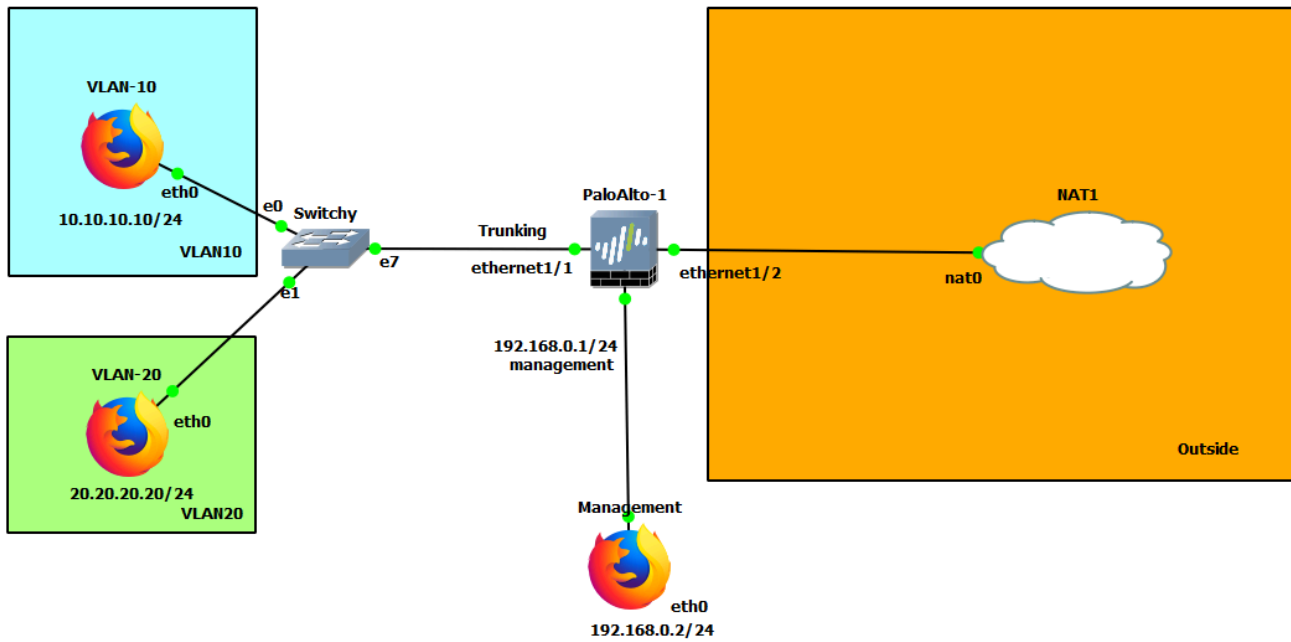 VLAN-10
eth0
10.10.10.10/24
VLAN10
e0
Switchy
e7
e1
VLAN-20
eth0
20.20.20.20/24
VLAN20
Trunking
ethernet1/1
PaloAlto-1
ethernet1/2
192.168.0.1/24
management
Management
eth0
192.168.0.2/24
NAT1
nat0
Outside